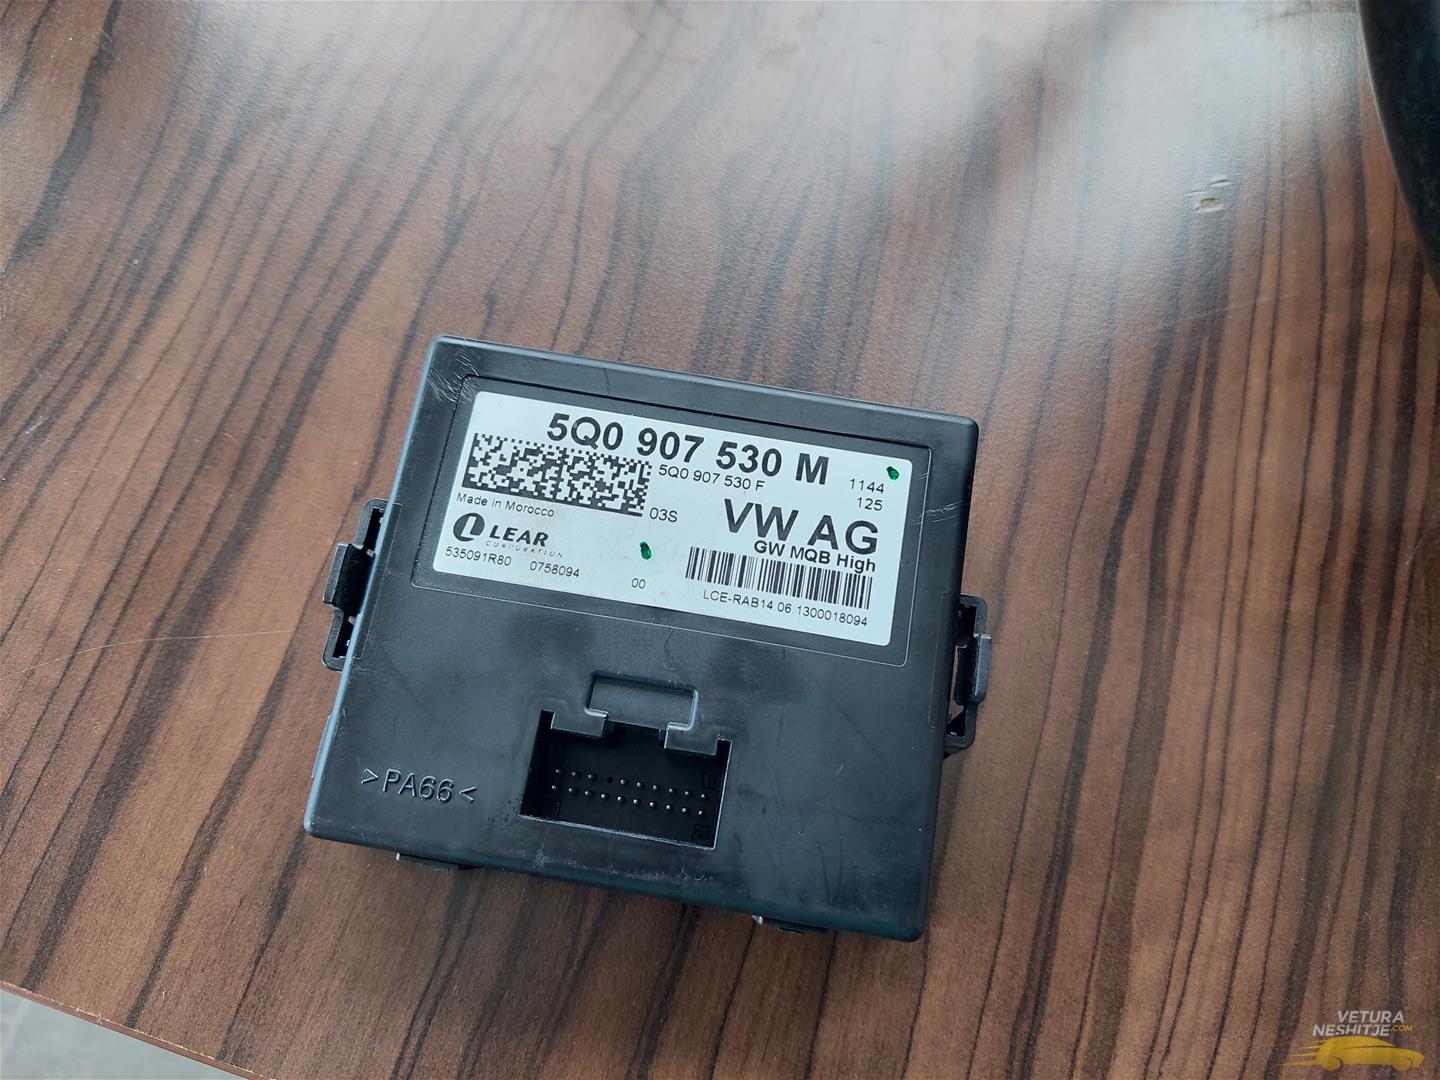 5Q0 907 530 M
5Q0 907 530 F
1144
125
Made in Morocco
03S
VW AG
GW MQB High
LEAR
CORPORATION
535091R80 0758094
00
LCE-RAB14.06.1300018094
>PA66<
20
VETURA
NESHITJE.COM